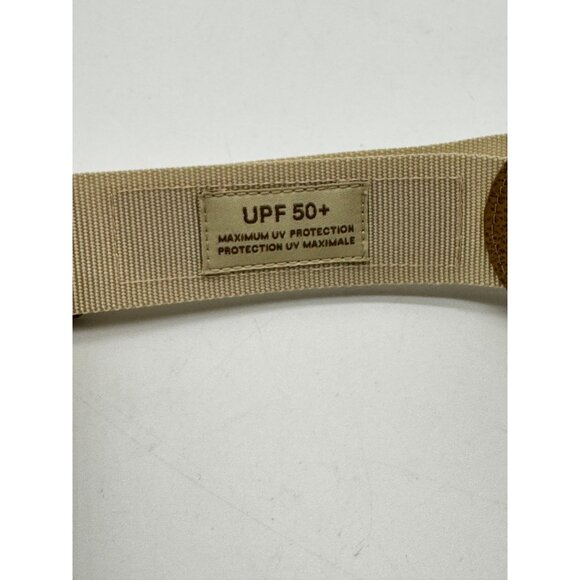 UPF 50+
MAXIMUM UV PROTECTION
PROTECTION UV MAXIMALE